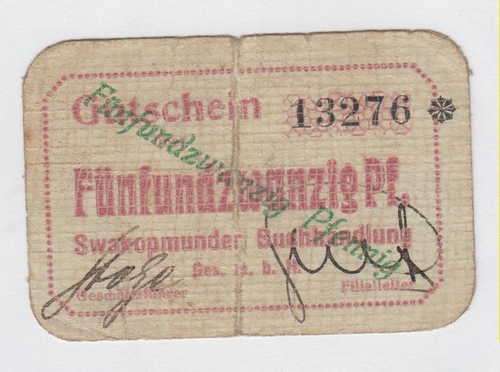 Gutschein 13276
Fünfundzwanzig Pf.
Fünfundzwanzig Pfennig
Swakopmunder Buchhandlung
Ges. m. b. H.
Geschäftsführer Filialleiter